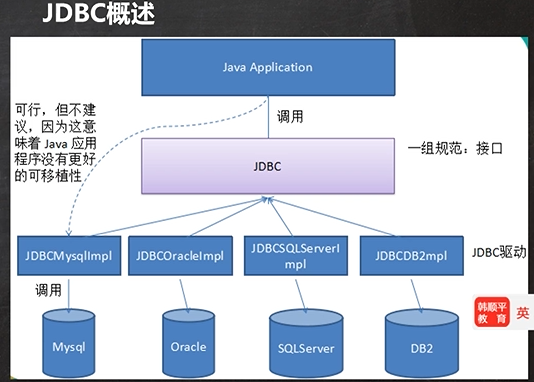 JDBC概述
Java Application
可行，但不建
议，因为这意
味着 Java 应用
程序没有更好
的可移植性
调用
JDBC
一组规范：接口
JDBCMysqlImpl
JDBCOracleImpl
JDBCSQLServerI
mpl
JDBCDB2mpl
JDBC驱动
调用
韩顺平
教育
英
Mysql
Oracle
SQLServer
DB2